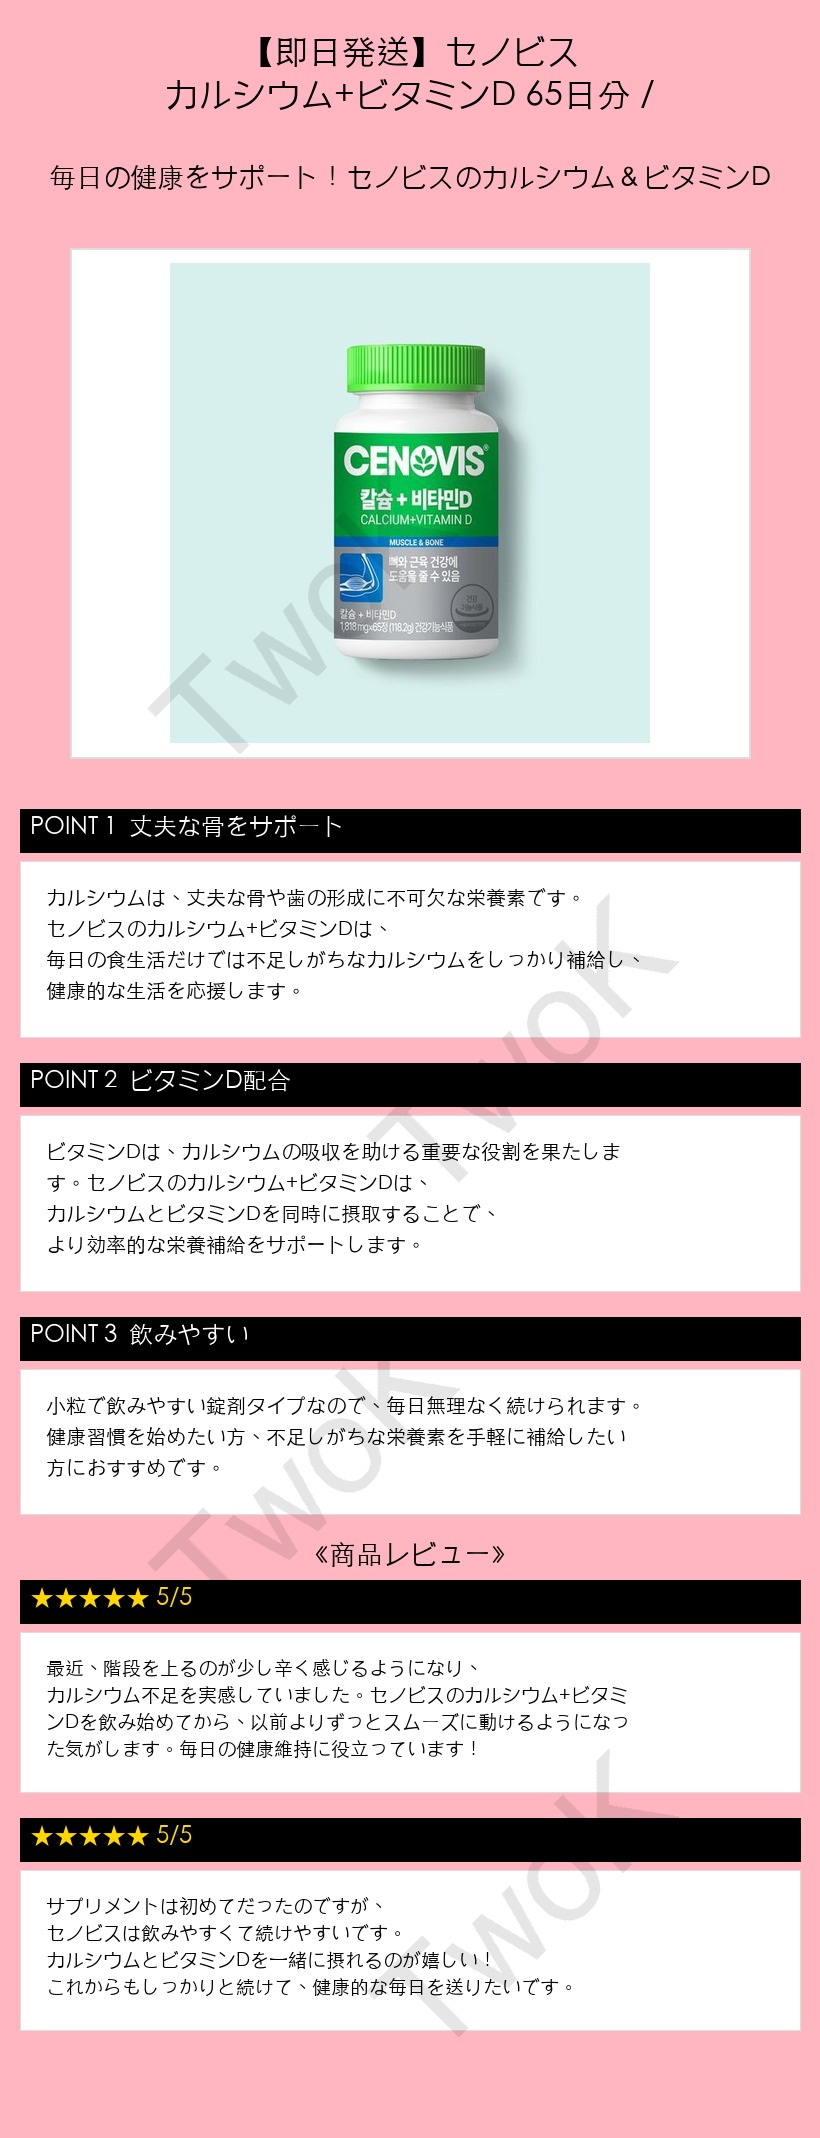 【即日発送】セノビス
カルシウム+ビタミンD 65日分 /
毎日の健康をサポート！セノビスのカルシウム＆ビタミンD
CENOVIS®
칼슘 + 비타민D
CALCIUM+VITAMIN D
MUSCLE & BONE
뼈와 근육 건강에
도움을 줄 수 있음
건강
기능식품
칼슘 + 비타민D
1,818 mg×65정 (118.2g) 건강기능식품
TwoK
POINT 1 丈夫な骨をサポート
カルシウムは、丈夫な骨や歯の形成に不可欠な栄養素です。
セノビスのカルシウム+ビタミンDは、
毎日の食生活だけでは不足しがちなカルシウムをしっかり補給し、
健康的な生活を応援します。
TwoK
POINT 2 ビタミンD配合
ビタミンDは、カルシウムの吸収を助ける重要な役割を果たしま
す。セノビスのカルシウム+ビタミンDは、
カルシウムとビタミンDを同時に摂取することで、
より効率的な栄養補給をサポートします。
POINT 3 飲みやすい
小粒で飲みやすい錠剤タイプなので、毎日無理なく続けられます。
健康習慣を始めたい方、不足しがちな栄養素を手軽に補給したい
方におすすめです。
TwoK
《商品レビュー》
★★★★★ 5/5
最近、階段を上るのが少し辛く感じるようになり、
カルシウム不足を実感していました。セノビスのカルシウム+ビタミ
ンDを飲み始めてから、以前よりずっとスムーズに動けるようになっ
た気がします。毎日の健康維持に役立っています！
★★★★★ 5/5
サプリメントは初めてだったのですが、
セノビスは飲みやすくて続けやすいです。
カルシウムとビタミンDを一緒に摂れるのが嬉しい！
これからもしっかりと続けて、健康的な毎日を送りたいです。
TwoK